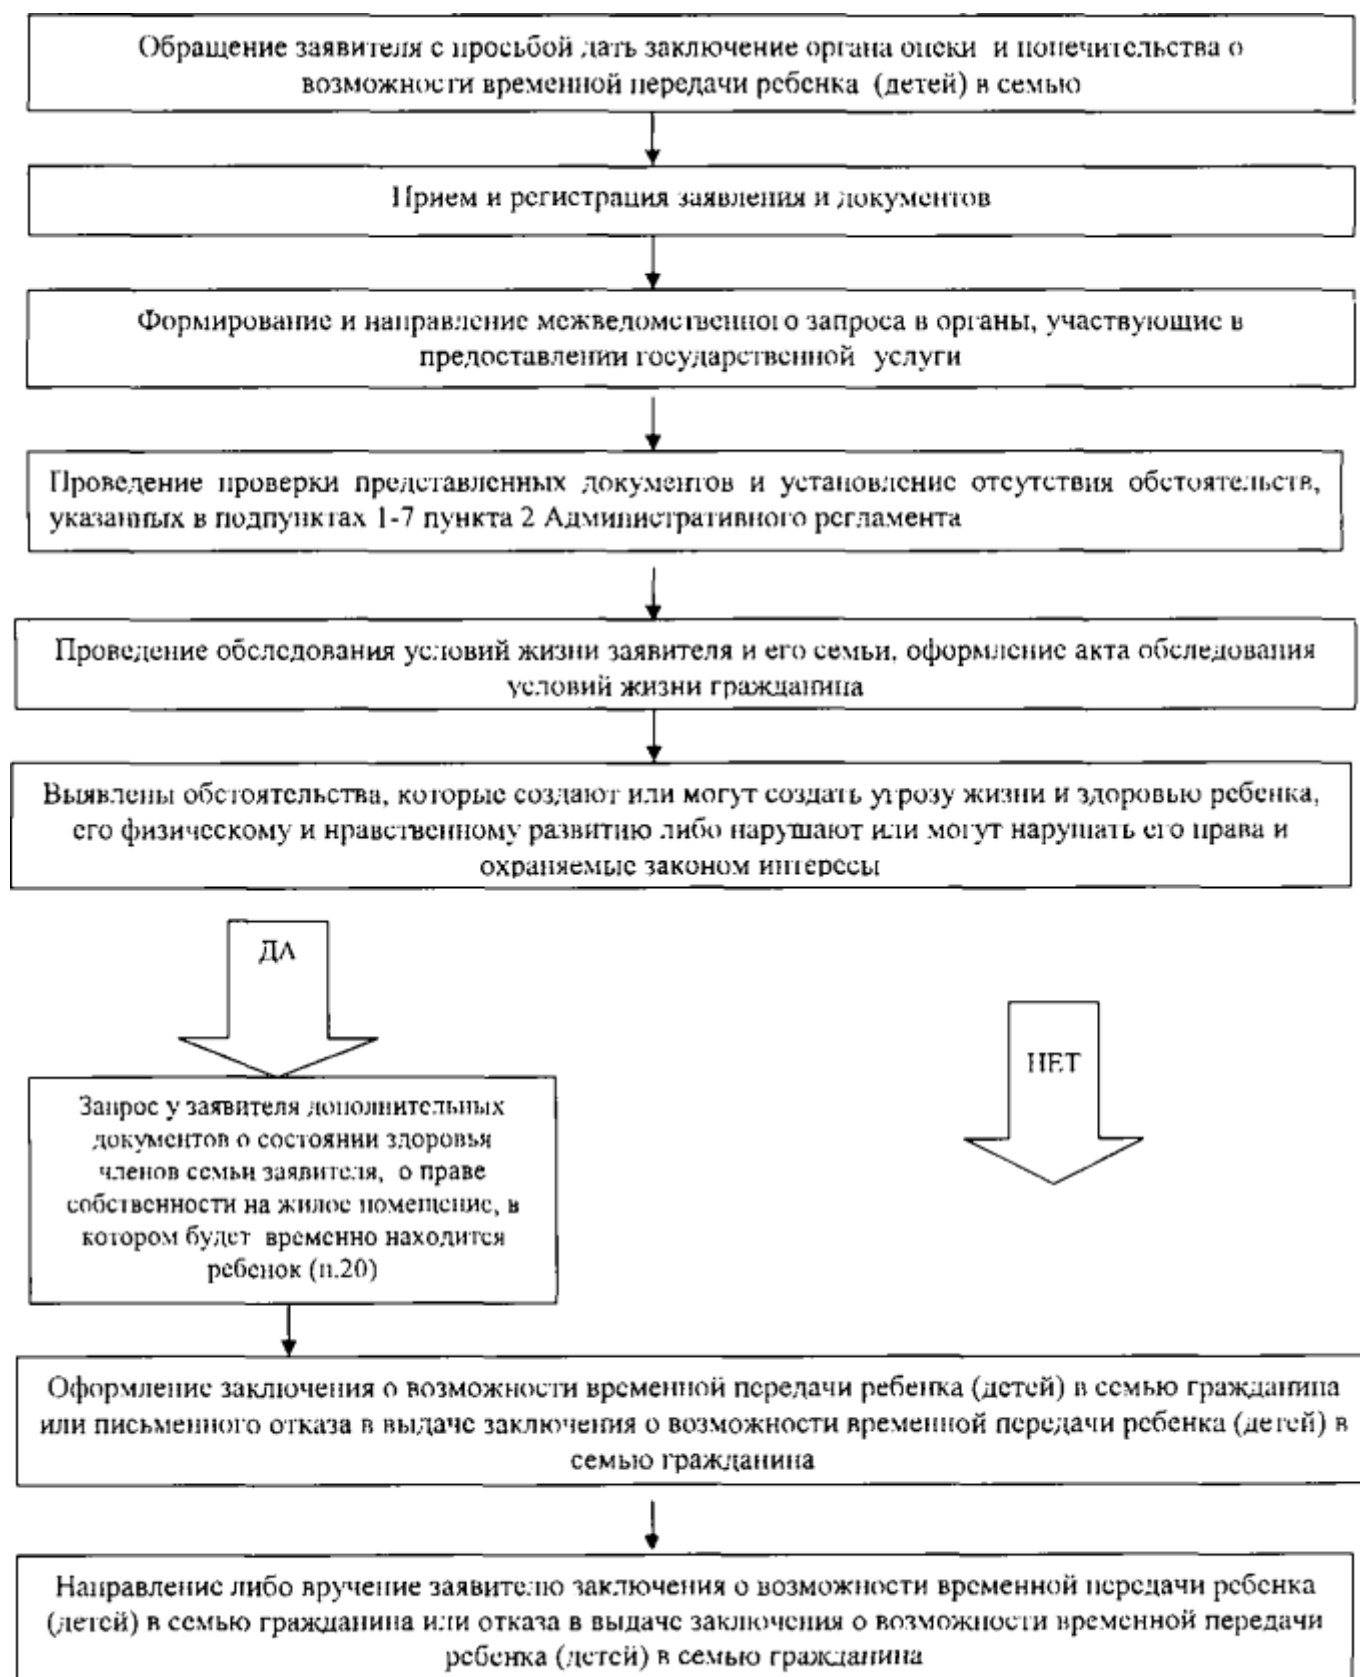 Обращение заявителя с просьбой дать заключение органа опеки и попечительства о
возможности временной передачи ребенка (детей) в семью
Прием и регистрация заявления и документов
Формирование и направление межведомственного запроса в органы, участвующие в
предоставлении государственной услуги
Проведение проверки представленных документов и установление отсутствия обстоятельств,
указанных в подпунктах 1-7 пункта 2 Административного регламента
Проведение обследования условий жизни заявителя и его семьи, оформление акта обследования
условий жизни гражданина
Выявлены обстоятельства, которые создают или могут создать угрозу жизни и здоровью ребенка,
его физическому и нравственному развитию либо нарушают или могут нарушать его права и
охраняемые законом интересы
ДА
НЕТ
Запрос у заявителя дополнительных
документов о состоянии здоровья
членов семьи заявителя, о праве
собственности на жилое помещение, в
котором будет временно находится
ребенок (п.20)
Оформление заключения о возможности временной передачи ребенка (детей) в семью гражданина
или письменного отказа в выдаче заключения о возможности временной передачи ребенка (детей) в
семью гражданина
Направление либо вручение заявителю заключения о возможности временной передачи ребенка
(детей) в семью гражданина или отказа в выдаче заключения о возможности временной передачи
ребенка (детей) в семью гражданина